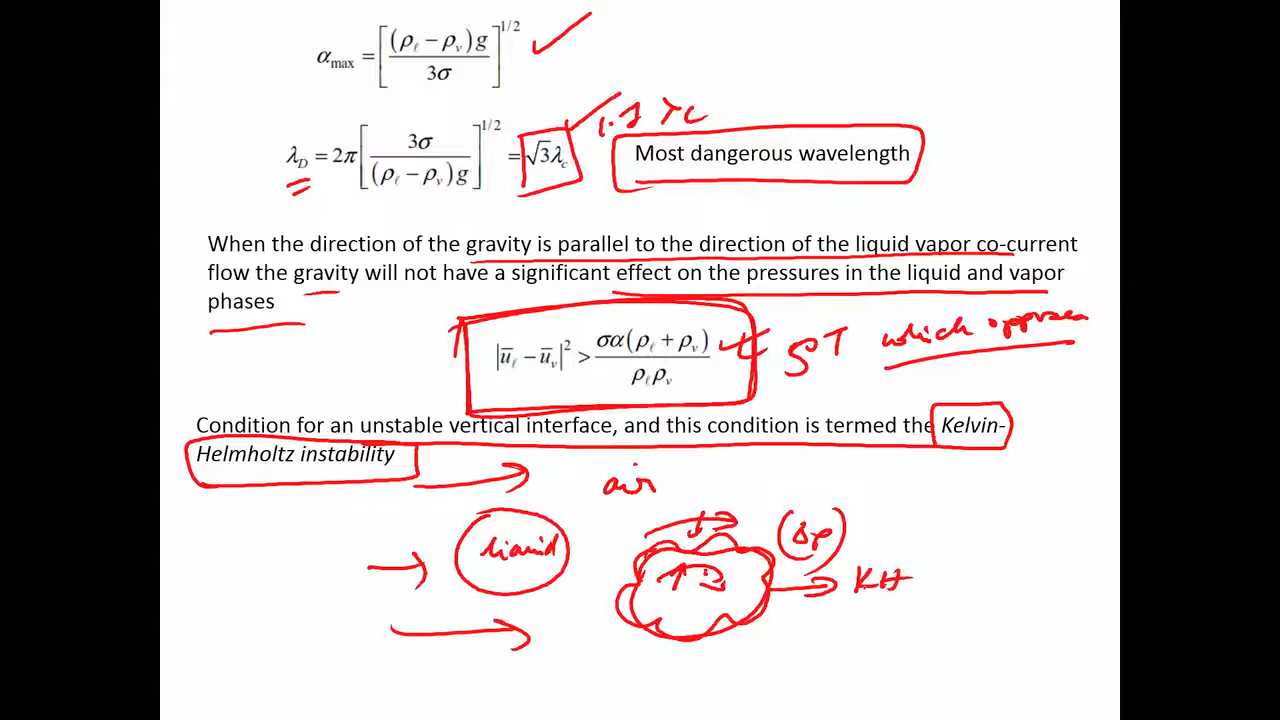 α_max = [ (ρ_ℓ − ρ_v) g / 3σ ]^{1/2}
λ_D = 2π [ 3σ / (ρ_ℓ − ρ_v) g ]^{1/2} = √3 λ_c
Most dangerous wavelength
When the direction of the gravity is parallel to the direction of the liquid vapor co-current
flow the gravity will not have a significant effect on the pressures in the liquid and vapor
phases
|ū_ℓ − ū_v|² > σα(ρ_ℓ + ρ_v) / ρ_ℓ ρ_v
ST which
Condition for an unstable vertical interface, and this condition is termed the Kelvin-
Helmholtz instability
air
liquid
Δp
KH